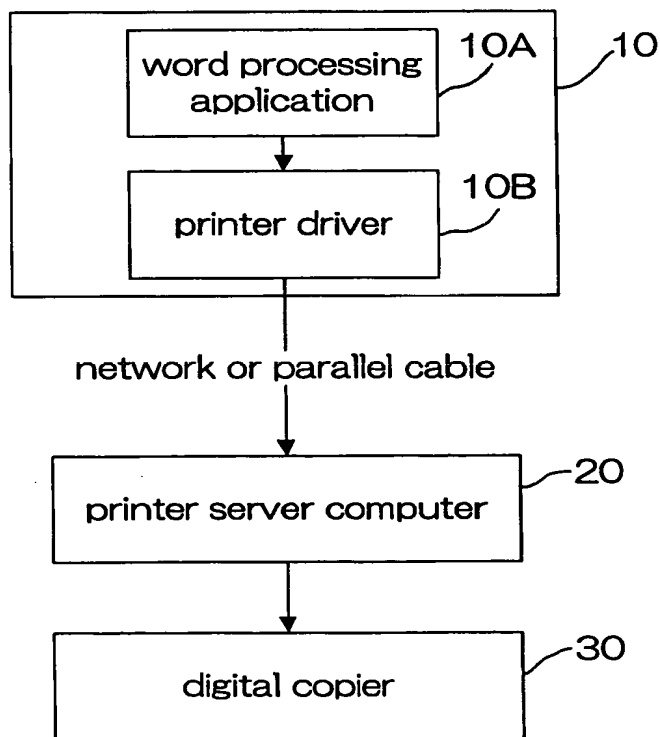 word processing
application
10A
10
printer driver
10B
network or parallel cable
printer server computer
20
digital copier
30